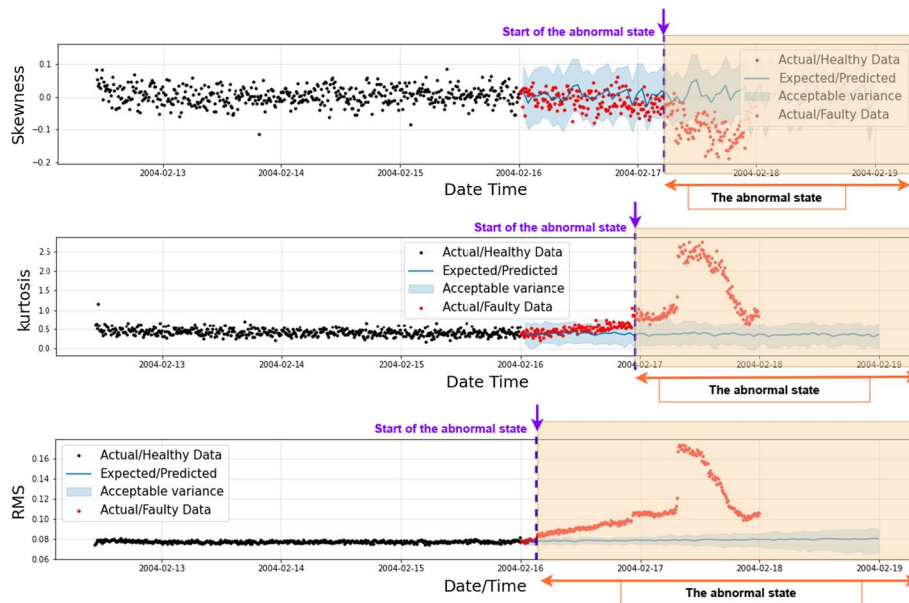 Start of the abnormal state
Skewness
0.1
0.0
−0.1
−0.2
Actual/Healthy Data
Expected/Predicted
Acceptable variance
Actual/Faulty Data
2004-02-13 2004-02-14 2004-02-15 2004-02-16 2004-02-17 2004-02-18 2004-02-19
Date Time
The abnormal state
Start of the abnormal state
kurtosis
2.5
2.0
1.5
1.0
0.5
0.0
Actual/Healthy Data
Expected/Predicted
Acceptable variance
Actual/Faulty Data
2004-02-13 2004-02-14 2004-02-15 2004-02-16 2004-02-17 2004-02-18 2004-02-19
Date Time
The abnormal state
Start of the abnormal state
RMS
0.16
0.14
0.12
0.10
0.08
0.06
Actual/Healthy Data
Expected/Predicted
Acceptable variance
Actual/Faulty Data
2004-02-13 2004-02-14 2004-02-15 2004-02-16 2004-02-17 2004-02-18 2004-02-19
Date/Time
The abnormal state